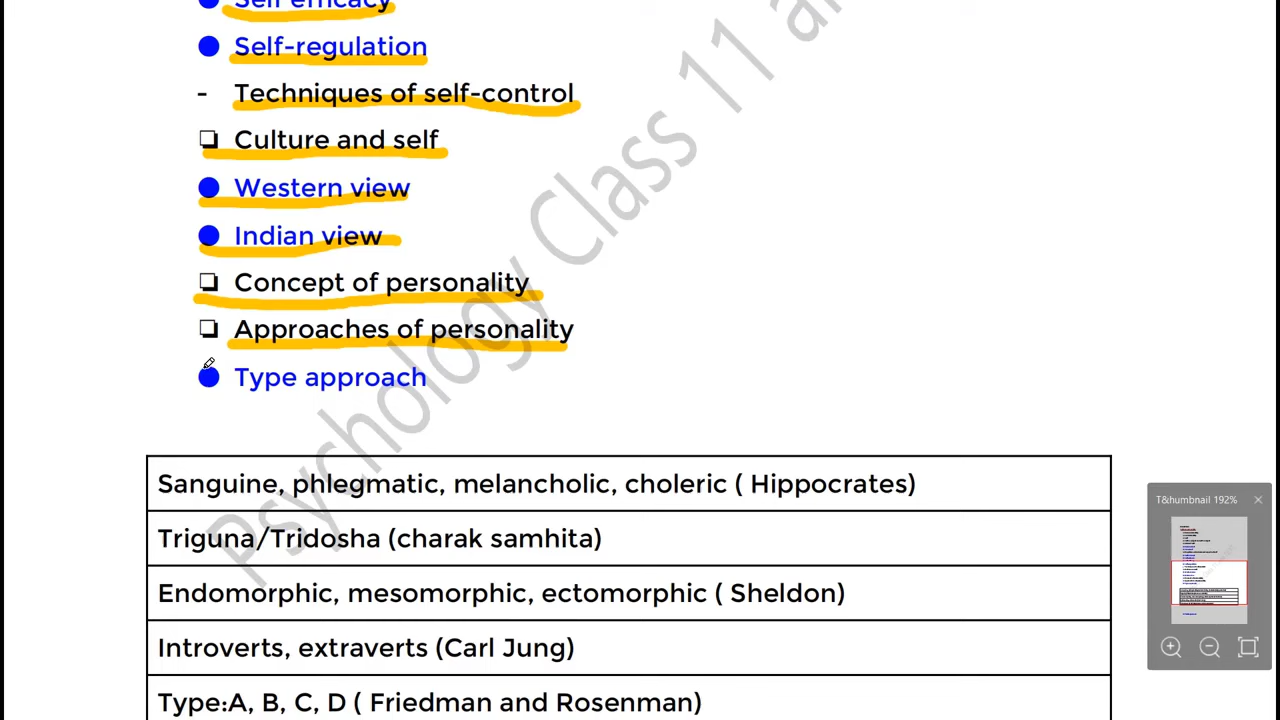 Self efficacy
Self-regulation
- Techniques of self-control
Culture and self
Western view
Indian view
Concept of personality
Approaches of personality
Type approach
Psychology Class 11 an
Sanguine, phlegmatic, melancholic, choleric ( Hippocrates)
Triguna/Tridosha (charak samhita)
Endomorphic, mesomorphic, ectomorphic ( Sheldon)
Introverts, extraverts (Carl Jung)
Type:A, B, C, D ( Friedman and Rosenman)
T&humbnail 192%